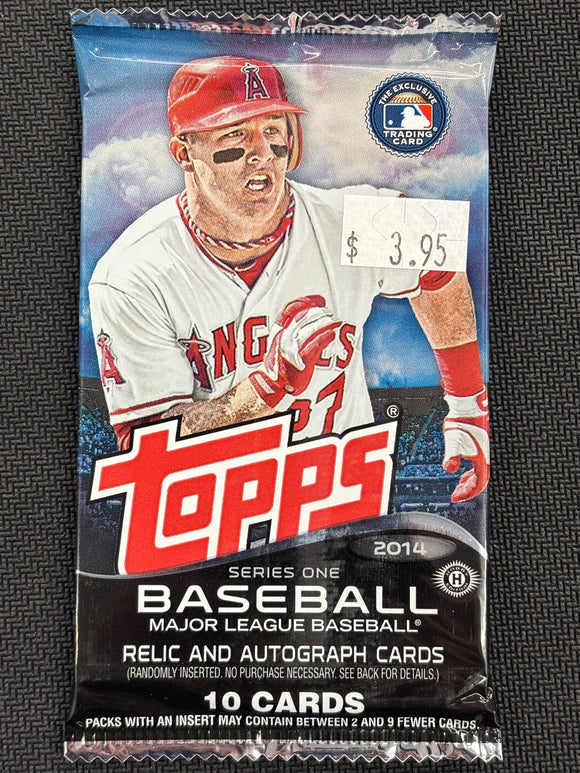 THE EXCLUSIVE
TRADING CARD
$ 3.95
A
ANGELS
27
TOPPS®
2014
SERIES ONE
BASEBALL
H
MAJOR LEAGUE BASEBALL®
RELIC AND AUTOGRAPH CARDS
(RANDOMLY INSERTED. NO PURCHASE NECESSARY. SEE BACK FOR DETAILS.)
10 CARDS
PACKS WITH AN INSERT MAY CONTAIN BETWEEN 2 AND 9 FEWER CARDS.